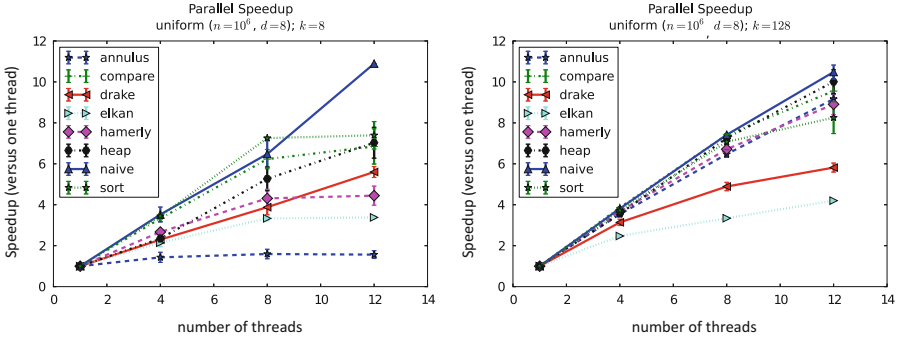 Parallel Speedup
uniform (n=10⁶, d=8); k=8
12
10
8
6
4
2
0
0 2 4 6 8 10 12 14
Speedup (versus one thread)
number of threads
annulus
compare
drake
elkan
hamerly
heap
naive
sort
Parallel Speedup
uniform (n=10⁶, d=8); k=128
12
10
8
6
4
2
0
0 2 4 6 8 10 12 14
Speedup (versus one thread)
number of threads
annulus
compare
drake
elkan
hamerly
heap
naive
sort